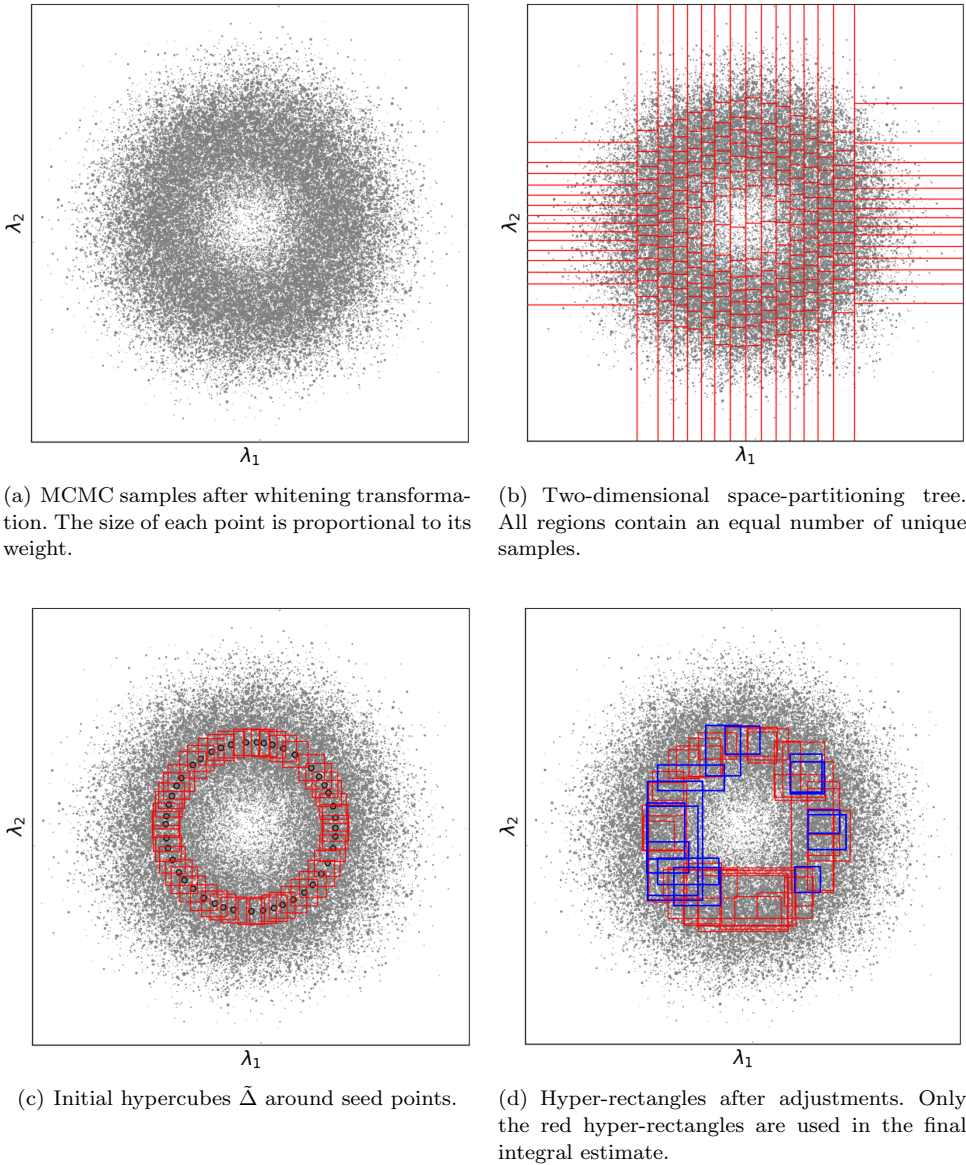 λ2
λ2
λ1
λ1
(a) MCMC samples after whitening transforma-
tion. The size of each point is proportional to its
weight.
(b) Two-dimensional space-partitioning tree.
All regions contain an equal number of unique
samples.
λ2
λ2
λ1
λ1
(c) Initial hypercubes Δ̃ around seed points.
(d) Hyper-rectangles after adjustments. Only
the red hyper-rectangles are used in the final
integral estimate.